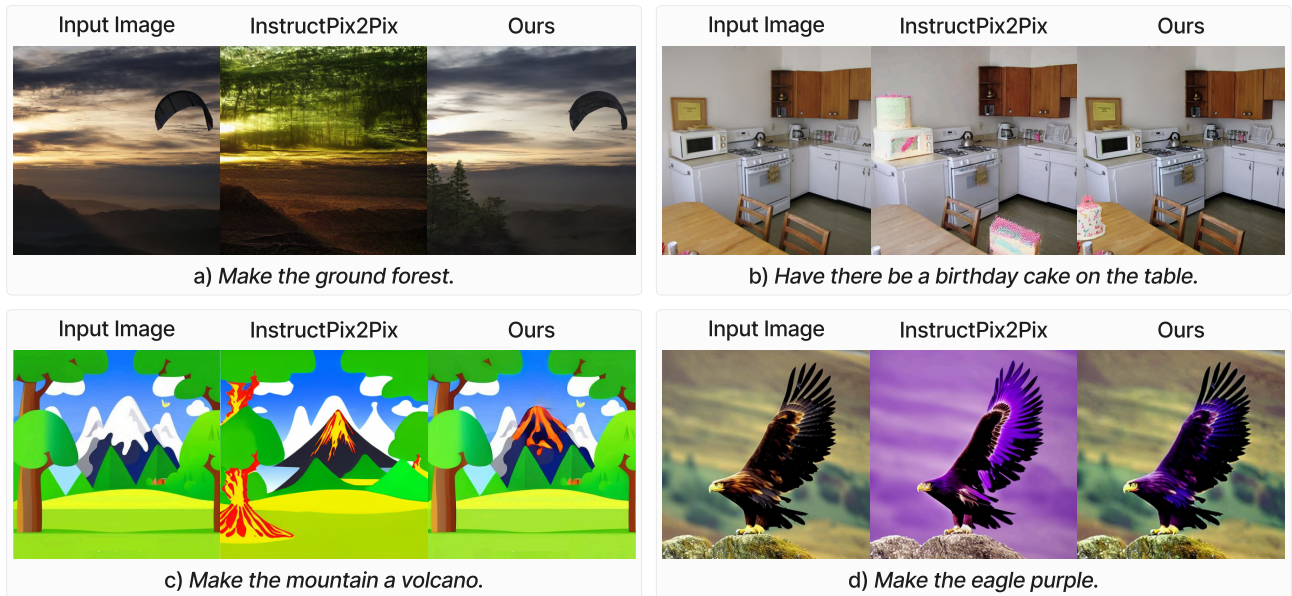 Input Image InstructPix2Pix Ours
a) Make the ground forest.
Input Image InstructPix2Pix Ours
b) Have there be a birthday cake on the table.
Input Image InstructPix2Pix Ours
c) Make the mountain a volcano.
Input Image InstructPix2Pix Ours
d) Make the eagle purple.